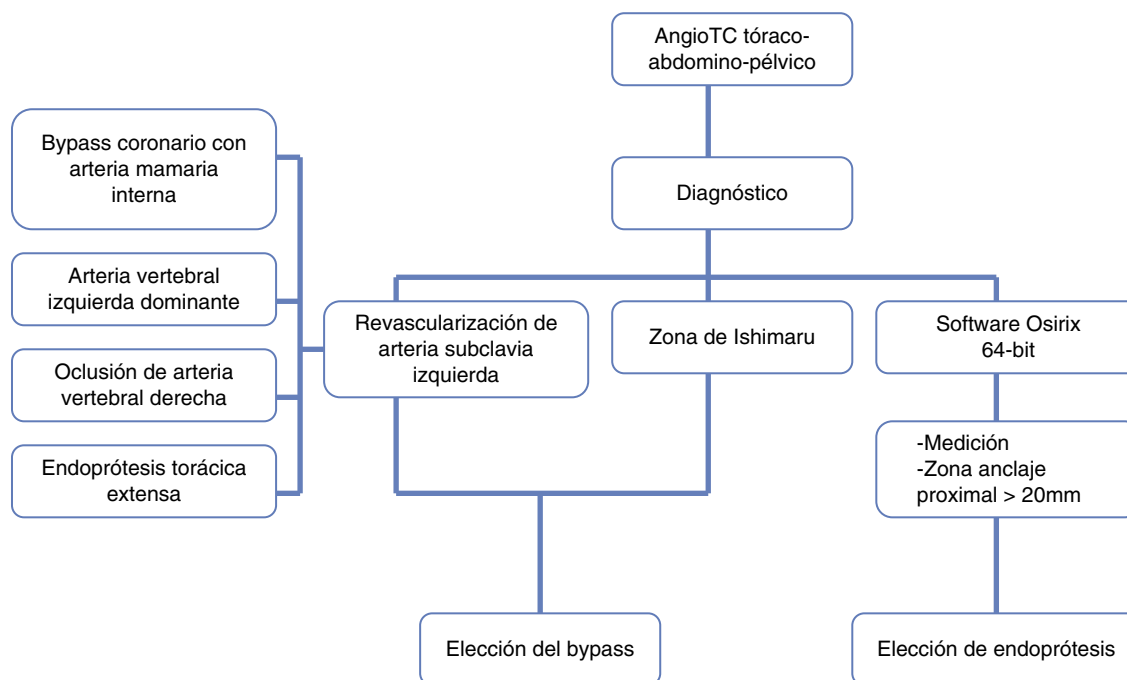 AngioTC tóraco-
abdomino-pélvico
Bypass coronario con
arteria mamaria
interna
Diagnóstico
Arteria vertebral
izquierda dominante
Revascularización de
arteria subclavia
izquierda
Zona de Ishimaru
Software Osirix
64-bit
Oclusión de arteria
vertebral derecha
Endoprótesis torácica
extensa
-Medición
-Zona anclaje
proximal > 20mm
Elección del bypass
Elección de endoprótesis